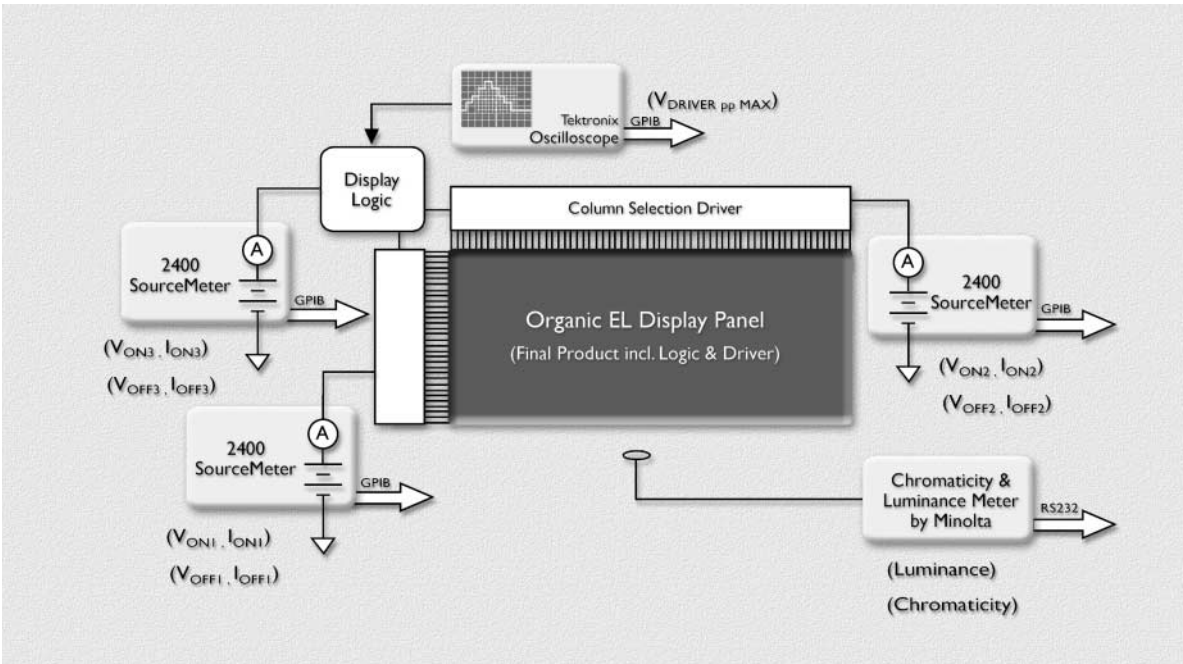 Tektronix
Oscilloscope
(VDRIVER pp MAX)
GPIB
Display
Logic
Column Selection Driver
A
2400
SourceMeter
GPIB
(VON3 , ION3)
(VOFF3 , IOFF3)
A
2400
SourceMeter
GPIB
(VON2 , ION2)
(VOFF2 , IOFF2)
Organic EL Display Panel
(Final Product incl. Logic & Driver)
A
2400
SourceMeter
GPIB
(VON1 , ION1)
(VOFF1 , IOFF1)
Chromaticity &
Luminance Meter
by Minolta
RS232
(Luminance)
(Chromaticity)